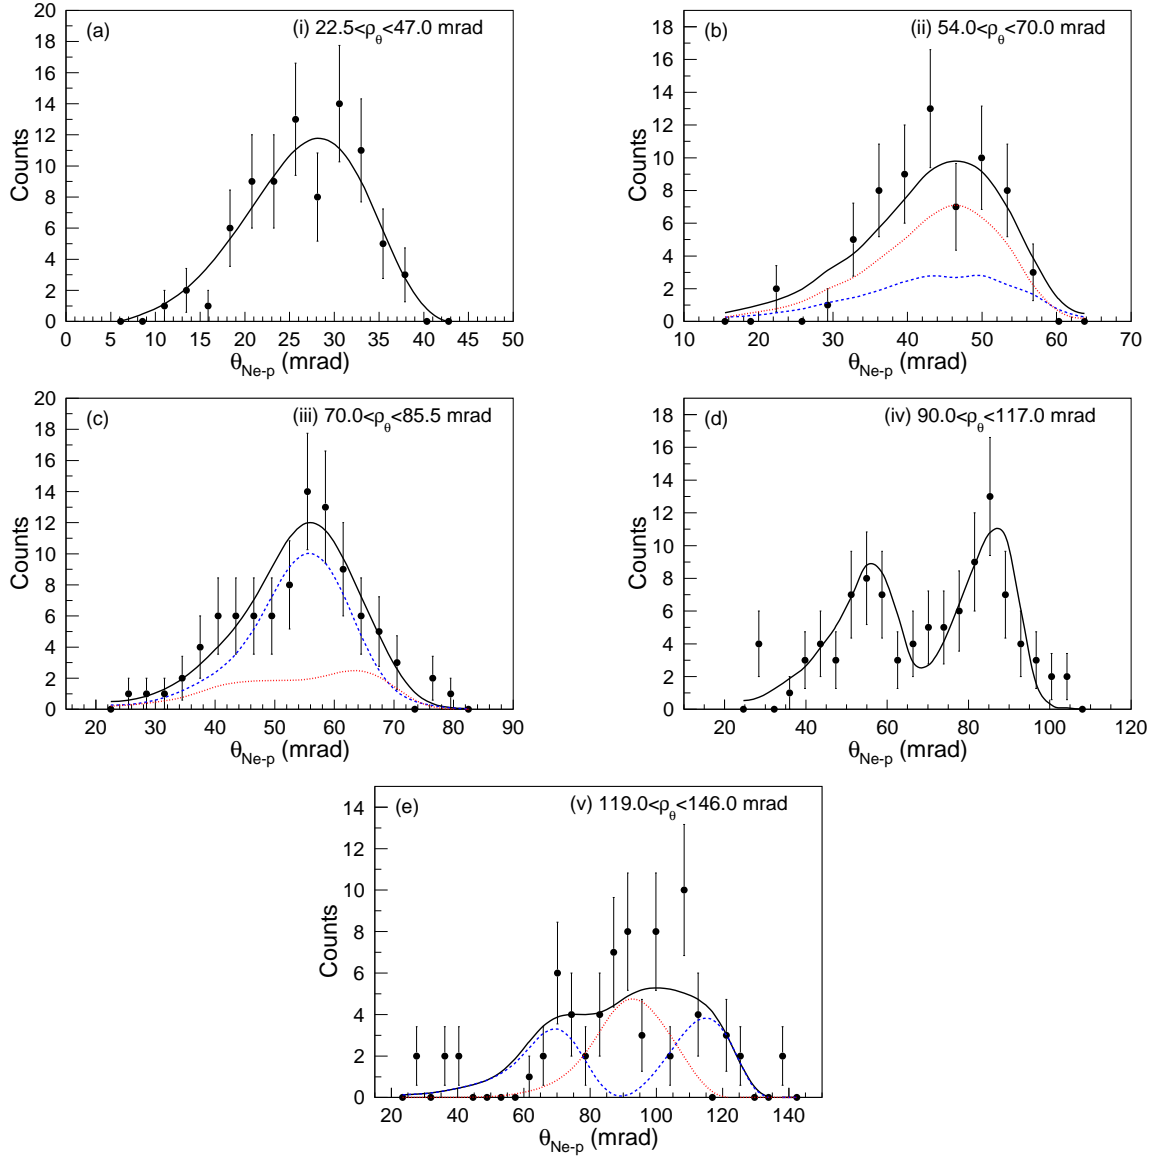 (a) (i) 22.5<ρθ<47.0 mrad
Counts
0 2 4 6 8 10 12 14 16 18 20
0 5 10 15 20 25 30 35 40 45 50
θNe-p (mrad)
(b) (ii) 54.0<ρθ<70.0 mrad
Counts
0 2 4 6 8 10 12 14 16 18 20
10 20 30 40 50 60 70
θNe-p (mrad)
(c) (iii) 70.0<ρθ<85.5 mrad
Counts
0 2 4 6 8 10 12 14 16 18 20
20 30 40 50 60 70 80 90
θNe-p (mrad)
(d) (iv) 90.0<ρθ<117.0 mrad
Counts
0 2 4 6 8 10 12 14 16 18
20 40 60 80 100 120
θNe-p (mrad)
(e) (v) 119.0<ρθ<146.0 mrad
Counts
0 2 4 6 8 10 12 14
20 40 60 80 100 120 140
θNe-p (mrad)